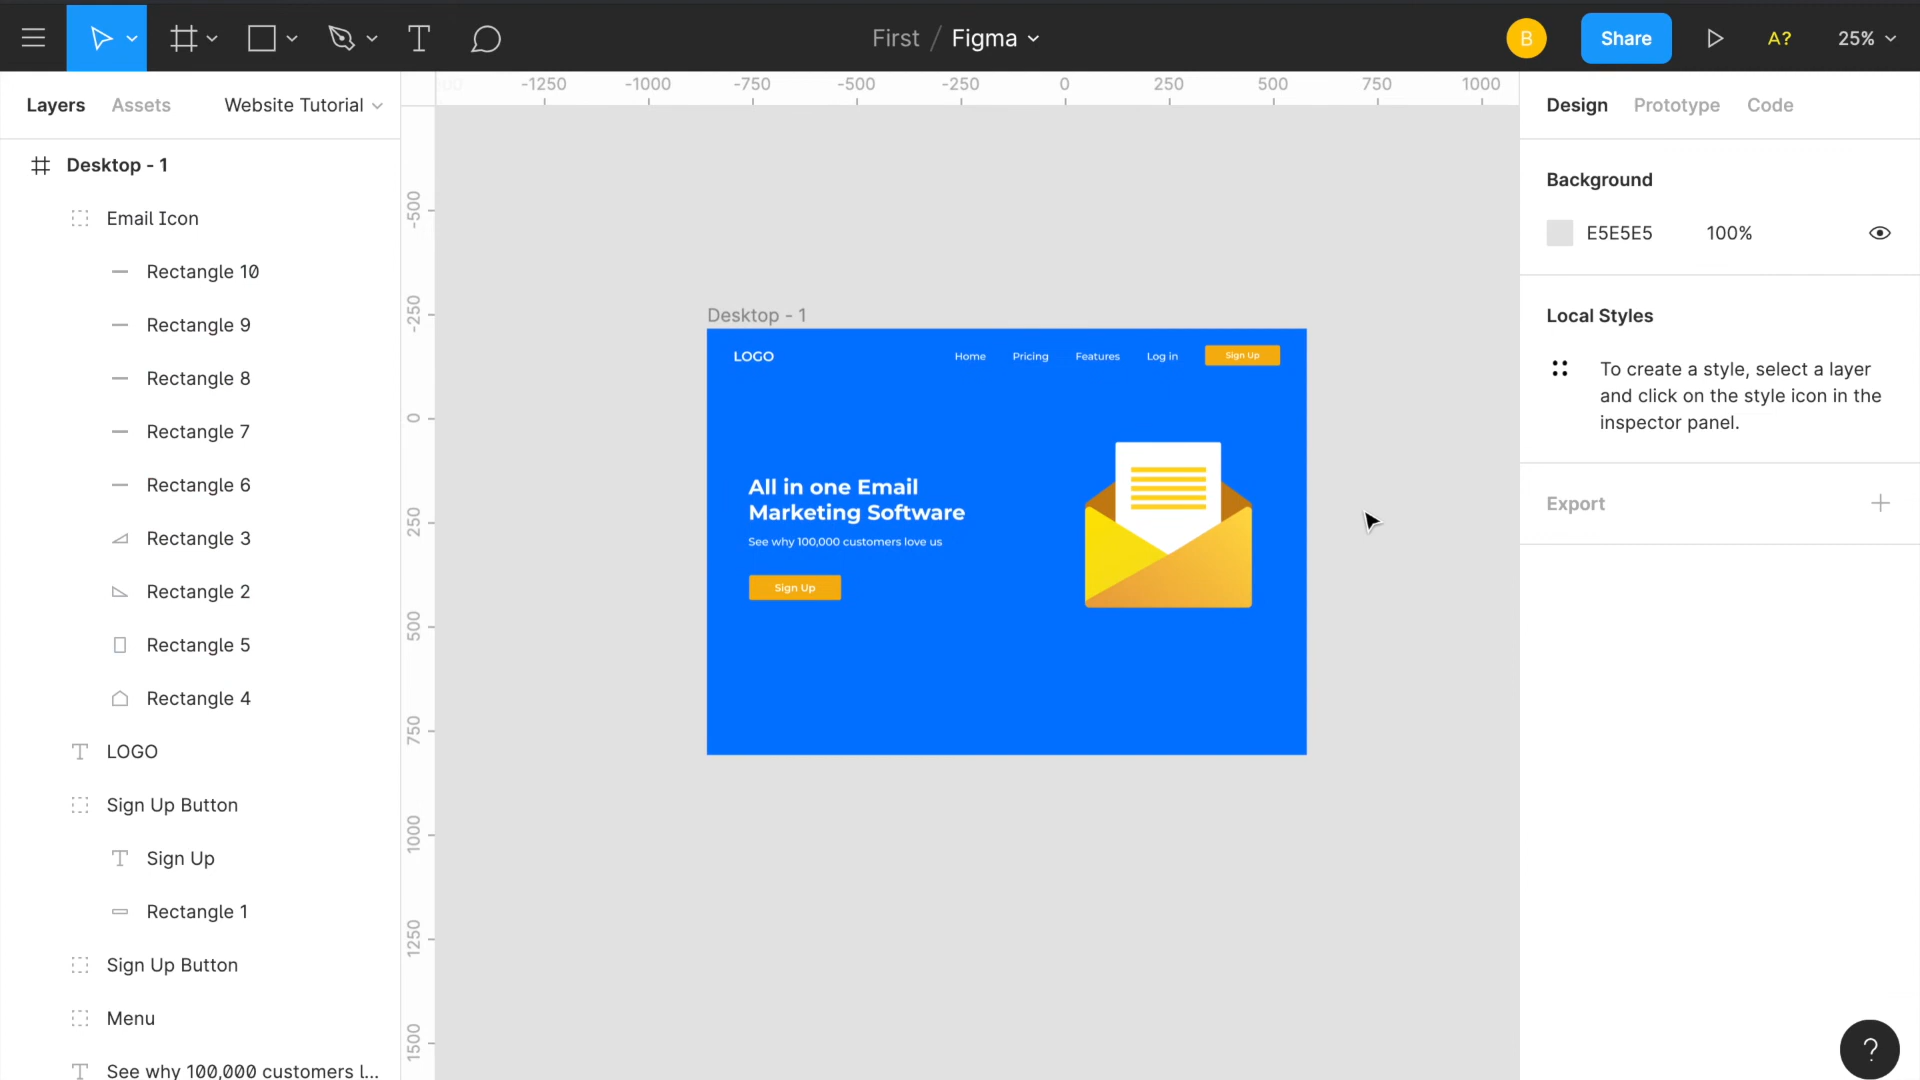 First / Figma
B
Share
A?
25%
Layers
Assets
Website Tutorial
Design
Prototype
Code
-1250
-1000
-750
-500
-250
0
250
500
750
1000
-500
-250
0
250
500
750
1000
1250
1500
Desktop - 1
Email Icon
Rectangle 10
Rectangle 9
Rectangle 8
Rectangle 7
Rectangle 6
Rectangle 3
Rectangle 2
Rectangle 5
Rectangle 4
LOGO
Sign Up Button
Sign Up
Rectangle 1
Sign Up Button
Menu
See why 100,000 customers l...
Desktop - 1
LOGO
Home
Pricing
Features
Log in
Sign Up
All in one Email
Marketing Software
See why 100,000 customers love us
Sign Up
Background
E5E5E5
100%
Local Styles
To create a style, select a layer
and click on the style icon in the
inspector panel.
Export
?